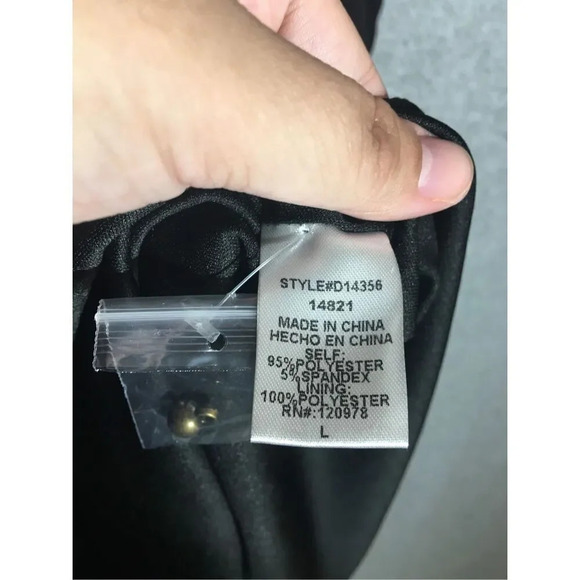 STYLE#D14356
14821
MADE IN CHINA
HECHO EN CHINA
SELF:
95%POLYESTER
5%SPANDEX
LINING:
100%POLYESTER
RN#:120978
L